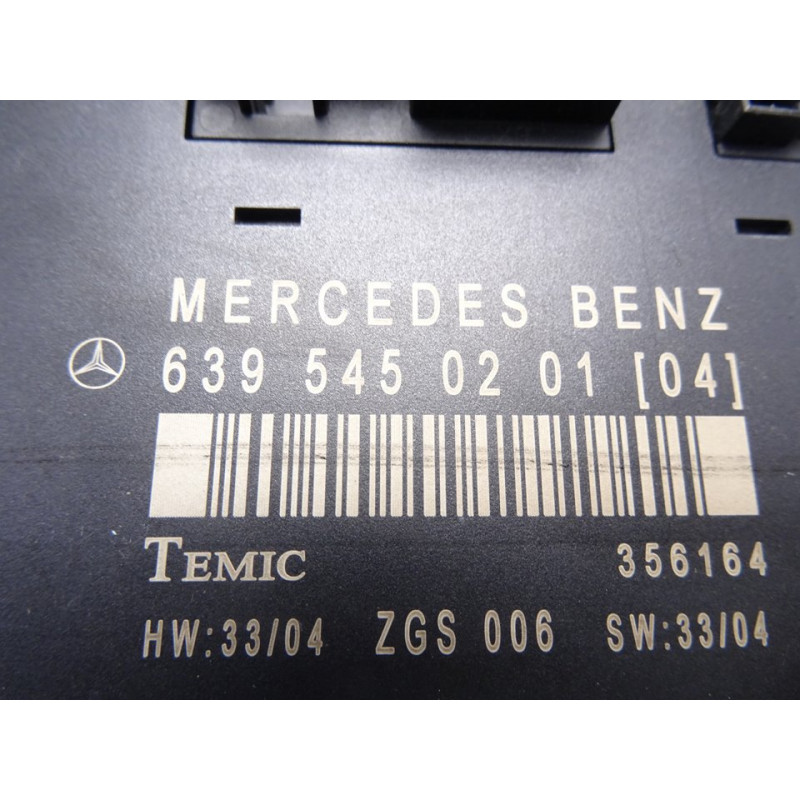 MERCEDES BENZ
639 545 02 01 [04]
TEMIC 356164
HW:33/04 ZGS 006 SW:33/04